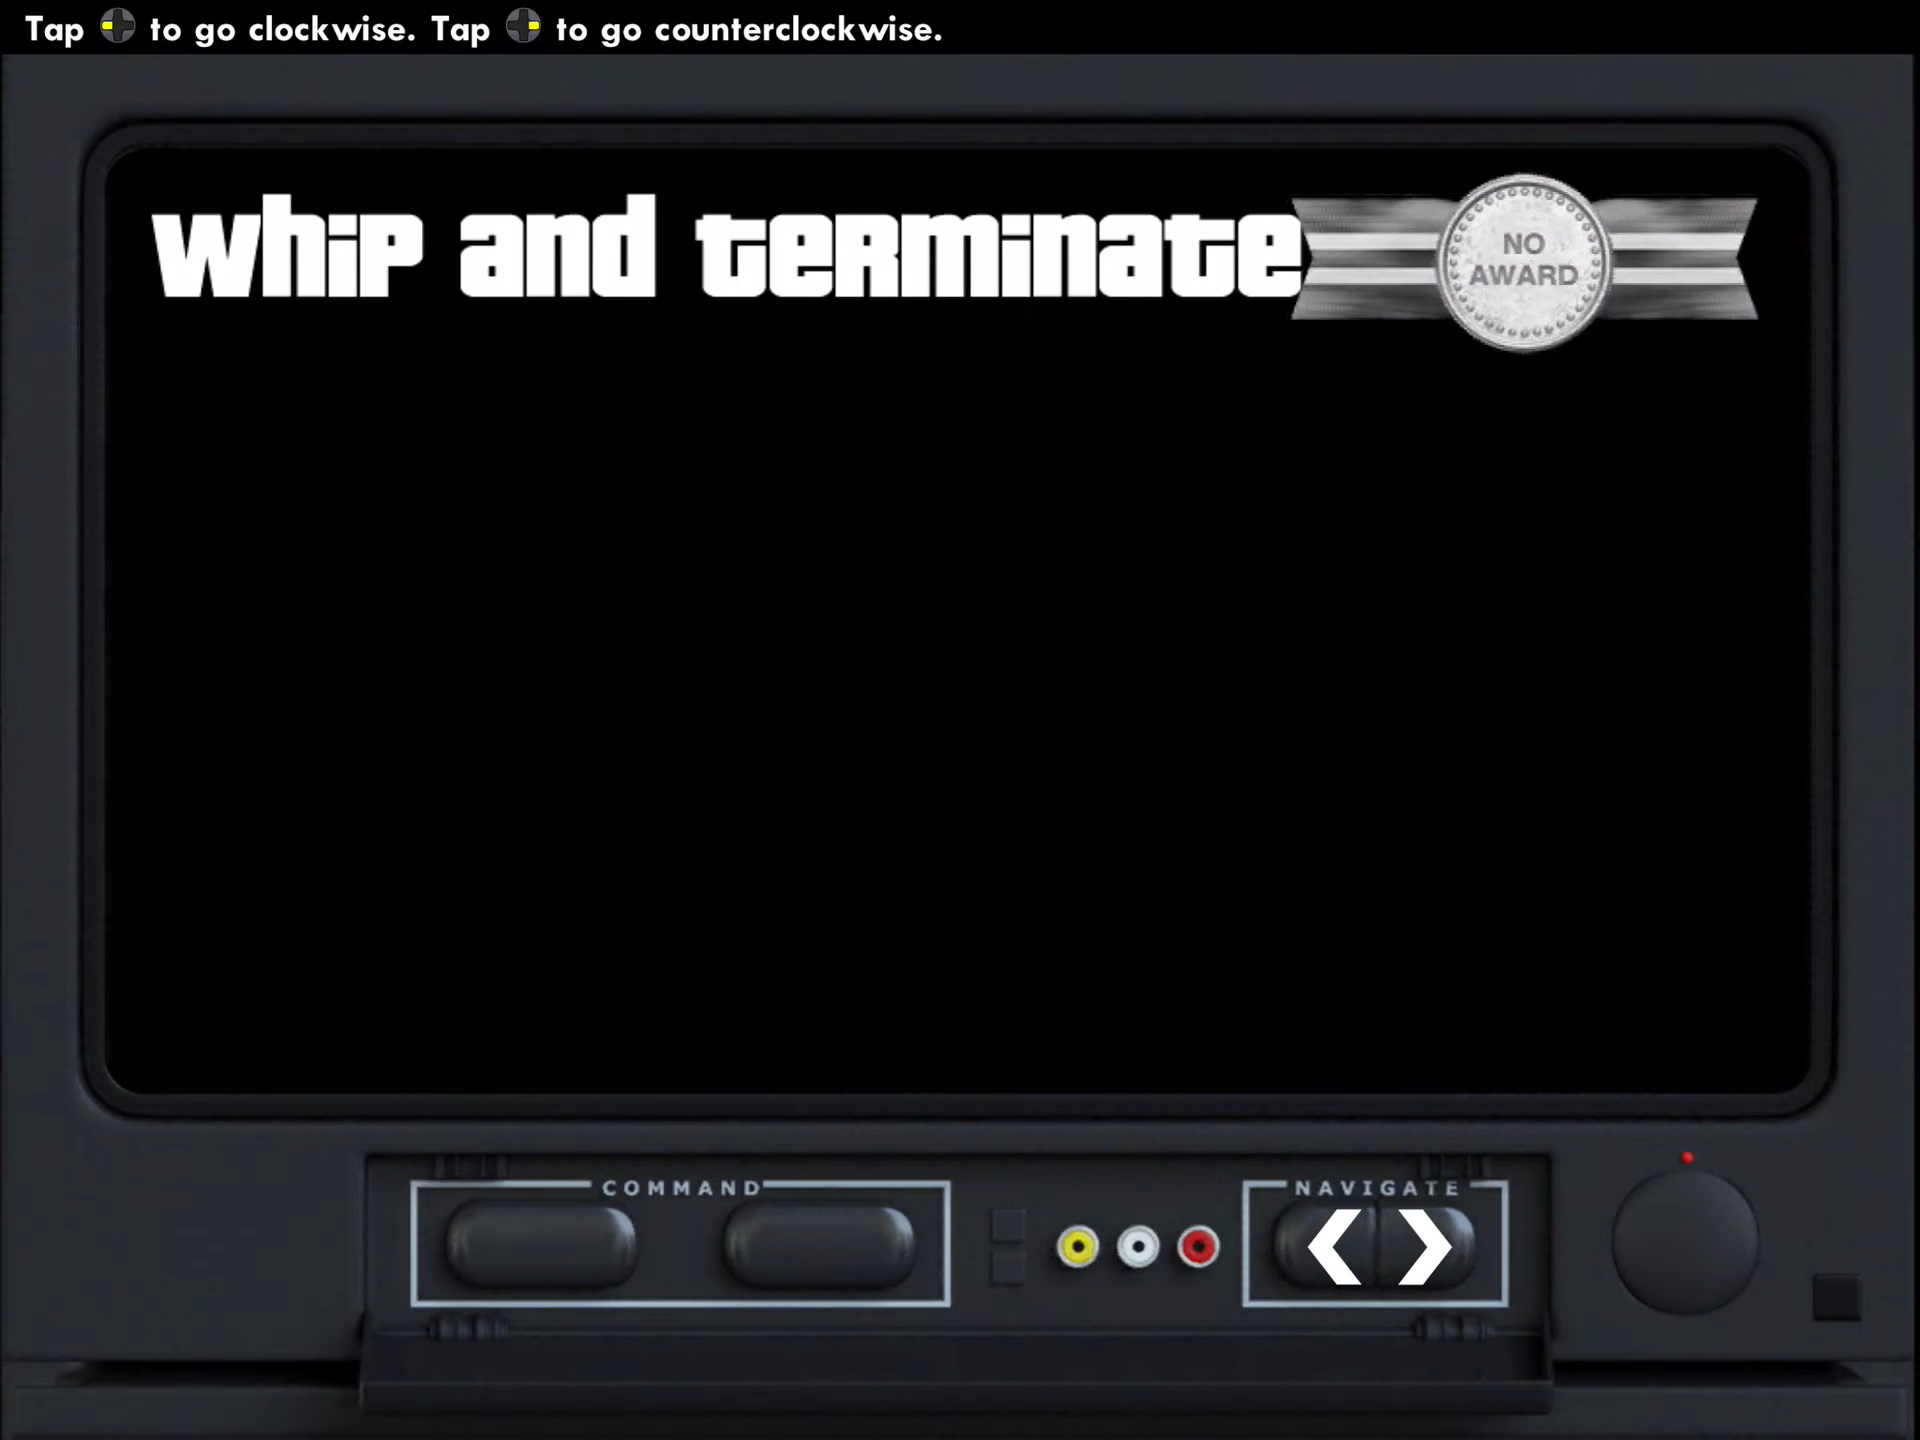 Tap to go clockwise. Tap to go counterclockwise.
whip and terminate
NO
AWARD
COMMAND
NAVIGATE